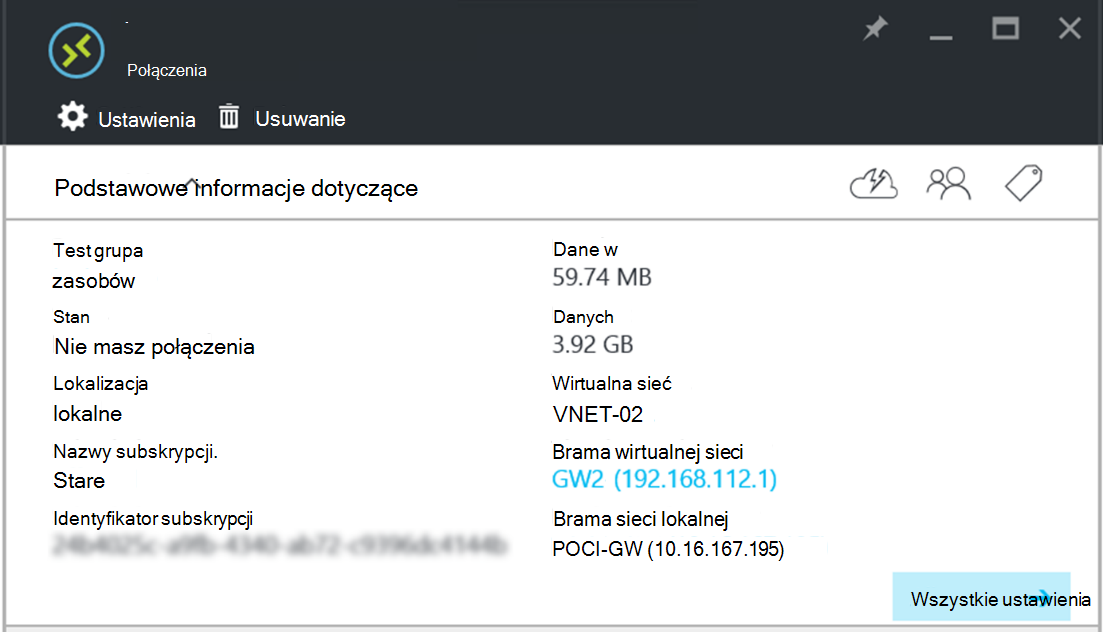 Połączenia
Ustawienia Usuwanie
Podstawowe informacje dotyczące
Test grupa
zasobów
Stan
Nie masz połączenia
Lokalizacja
lokalne
Nazwy subskrypcji.
Stare
Identyfikator subskrypcji
Dane w
59.74 MB
Danych
3.92 GB
Wirtualna sieć
VNET-02
Brama wirtualnej sieci
GW2 (192.168.112.1)
Brama sieci lokalnej
POCI-GW (10.16.167.195)
Wszystkie ustawienia